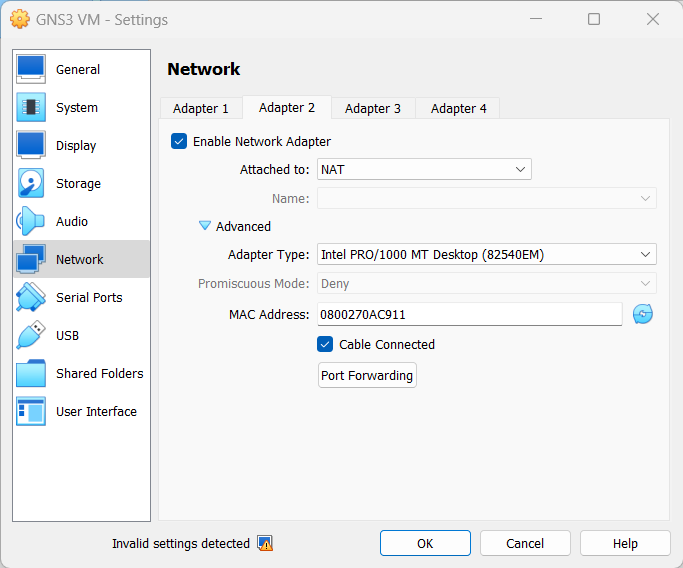 GNS3 VM - Settings
General
System
Display
Storage
Audio
Network
Serial Ports
USB
Shared Folders
User Interface
Network
Adapter 1 Adapter 2 Adapter 3 Adapter 4
Enable Network Adapter
Attached to: NAT
Name:
Advanced
Adapter Type: Intel PRO/1000 MT Desktop (82540EM)
Promiscuous Mode: Deny
MAC Address: 0800270AC911
Cable Connected
Port Forwarding
Invalid settings detected OK Cancel Help